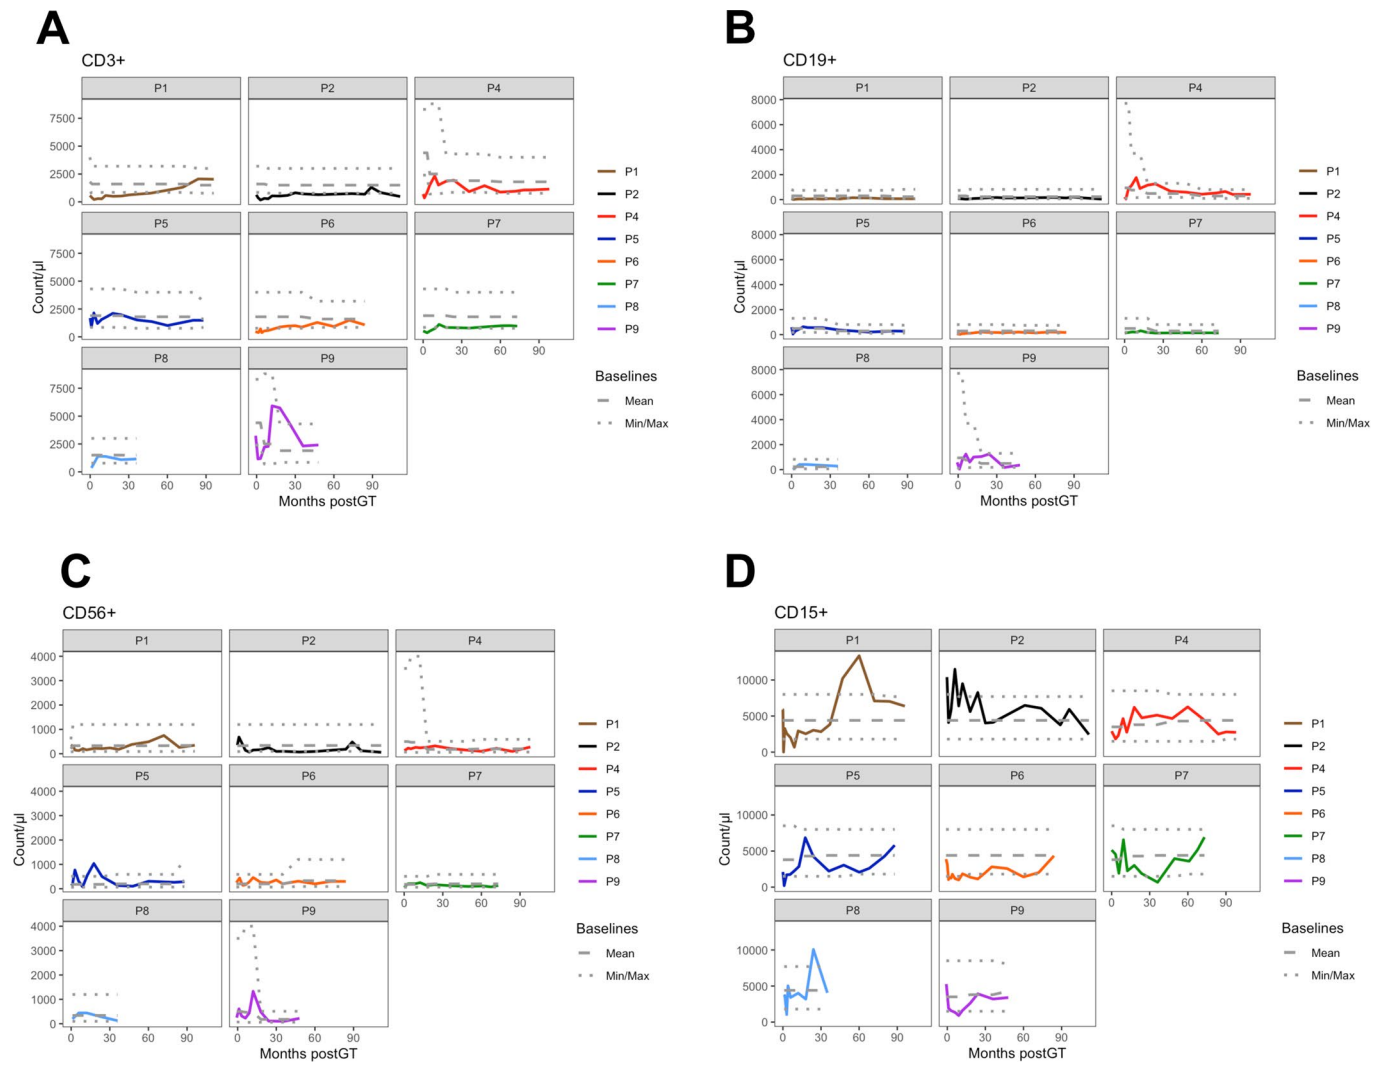 A
CD3+
P1 P2 P4
7500
5000
2500
0
P5 P6 P7
7500
5000
2500
0
0 30 60 90
P8 P9
7500
5000
2500
0
0 30 60 90 0 30 60 90
Count/µl
Months postGT
P1
P2
P4
P5
P6
P7
P8
P9
Baselines
Mean
Min/Max
B
CD19+
P1 P2 P4
8000
6000
4000
2000
0
P5 P6 P7
8000
6000
4000
2000
0
0 30 60 90
P8 P9
8000
6000
4000
2000
0
0 30 60 90 0 30 60 90
Count/µl
Months postGT
P1
P2
P4
P5
P6
P7
P8
P9
Baselines
Mean
Min/Max
C
CD56+
P1 P2 P4
4000
3000
2000
1000
0
P5 P6 P7
4000
3000
2000
1000
0
0 30 60 90
P8 P9
4000
3000
2000
1000
0
0 30 60 90 0 30 60 90
Count/µl
Months postGT
P1
P2
P4
P5
P6
P7
P8
P9
Baselines
Mean
Min/Max
D
CD15+
P1 P2 P4
10000
5000
0
P5 P6 P7
10000
5000
0
0 30 60 90
P8 P9
10000
5000
0
0 30 60 90 0 30 60 90
Count/µl
Months postGT
P1
P2
P4
P5
P6
P7
P8
P9
Baselines
Mean
Min/Max